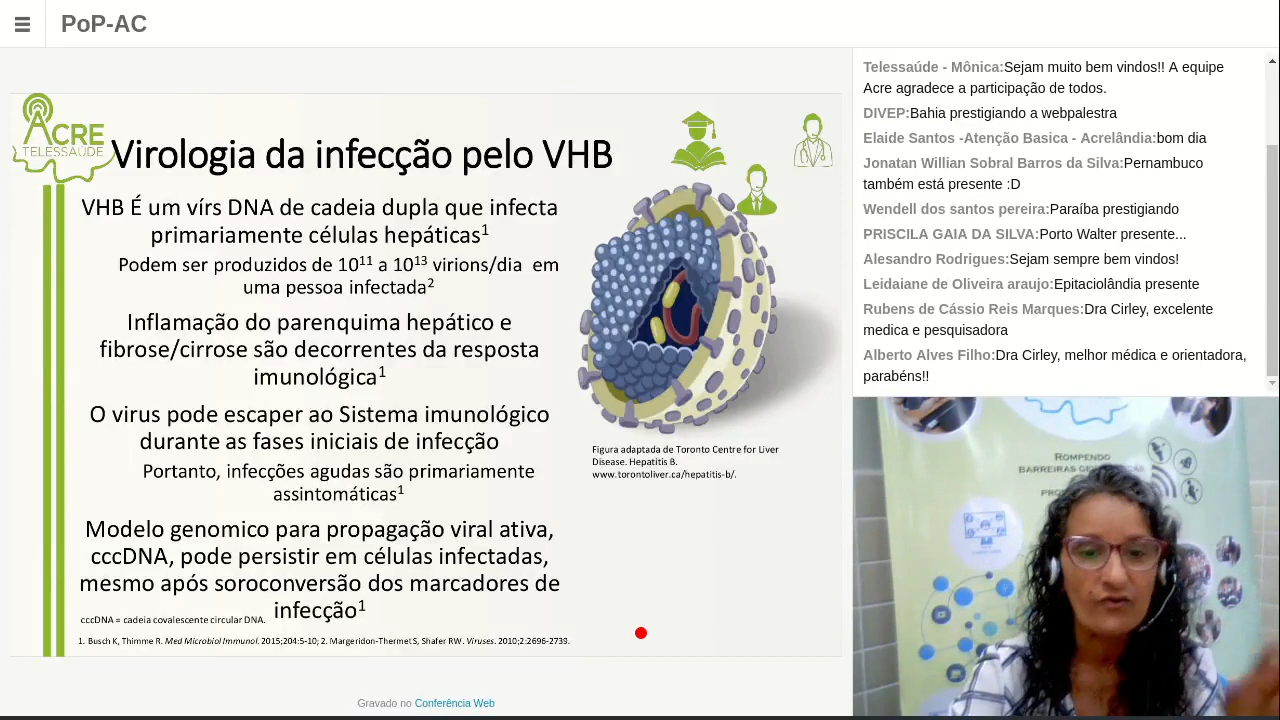 PoP-AC
ACRE
TELESSAÚDE
Virologia da infecção pelo VHB
VHB É um vírs DNA de cadeia dupla que infecta
primariamente células hepáticas¹
Podem ser produzidos de 10¹¹ a 10¹³ virions/dia em
uma pessoa infectada²
Inflamação do parenquima hepático e
fibrose/cirrose são decorrentes da resposta
imunológica¹
O virus pode escaper ao Sistema imunológico
durante as fases iniciais de infecção
Portanto, infecções agudas são primariamente
assintomáticas¹
Modelo genomico para propagação viral ativa,
cccDNA, pode persistir em células infectadas,
mesmo após soroconversão dos marcadores de
infecção¹
cccDNA = cadeia covalescente circular DNA.
1. Busch K, Thimme R. Med Microbiol Immunol. 2015;204:5-10; 2. Margeridon-Thermet S, Shafer RW. Viruses. 2010;2:2696-2739.
Figura adaptada de Toronto Centre for Liver
Disease. Hepatitis B.
www.torontoliver.ca/hepatitis-b/.
Gravado no Conferência Web
Telessaúde - Mônica:Sejam muito bem vindos!! A equipe
Acre agradece a participação de todos.
DIVEP:Bahia prestigiando a webpalestra
Elaide Santos -Atenção Basica - Acrelândia:bom dia
Jonatan Willian Sobral Barros da Silva:Pernambuco
também está presente :D
Wendell dos santos pereira:Paraíba prestigiando
PRISCILA GAIA DA SILVA:Porto Walter presente...
Alesandro Rodrigues:Sejam sempre bem vindos!
Leidaiane de Oliveira araujo:Epitaciolândia presente
Rubens de Cássio Reis Marques:Dra Cirley, excelente
medica e pesquisadora
Alberto Alves Filho:Dra Cirley, melhor médica e orientadora,
parabéns!!
ROMPENDO
BARREIRAS